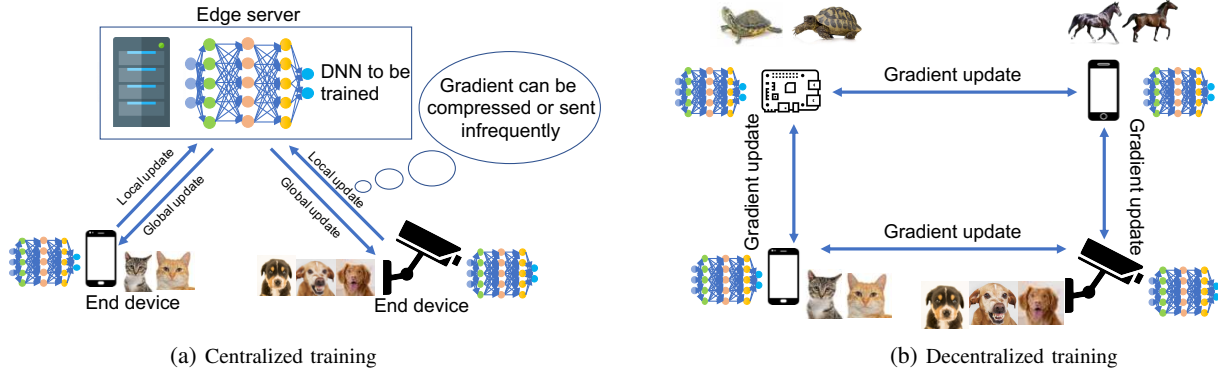 Edge server
DNN to be
trained
Gradient can be
compressed or sent
infrequently
Local update
Global update
Local update
Global update
End device
End device
(a) Centralized training
Gradient update
Gradient update
Gradient update
Gradient update
(b) Decentralized training